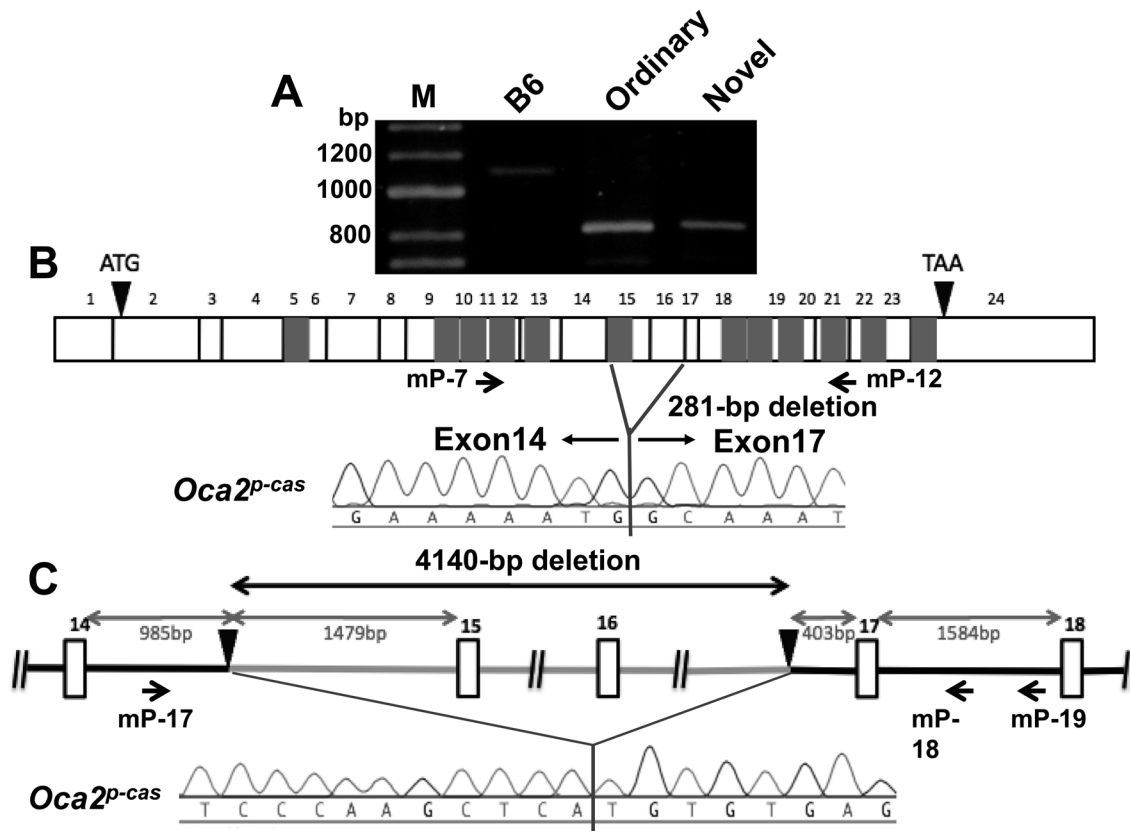 A
M B6 Ordinary Novel
bp
1200
1000
800
B
ATG TAA
1 2 3 4 5 6 7 8 9 10 11 12 13 14 15 16 17 18 19 20 21 22 23 24
mP-7 mP-12
281-bp deletion
Exon14 Exon17
Oca2p-cas
G A A A A A T G G C A A A T
4140-bp deletion
C
14 985bp 1479bp 15 16 403bp 17 1584bp 18
mP-17 mP-18 mP-19
Oca2p-cas
T C C C A A G C T C A T G T G T G A G